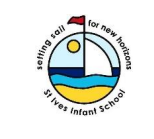 setting sail for new horizons
St Ives Infant School